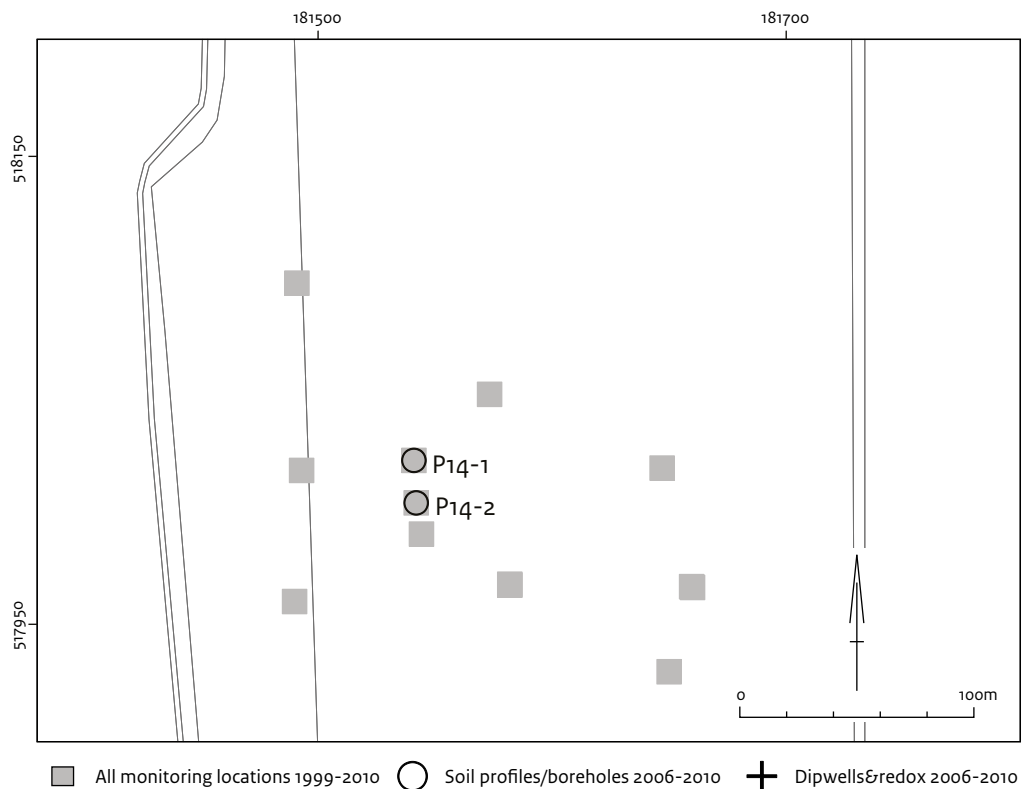 181500
181700
518150
P14-1
P14-2
517950
0
100m
All monitoring locations 1999-2010
Soil profiles/boreholes 2006-2010
Dipwells&redox 2006-2010